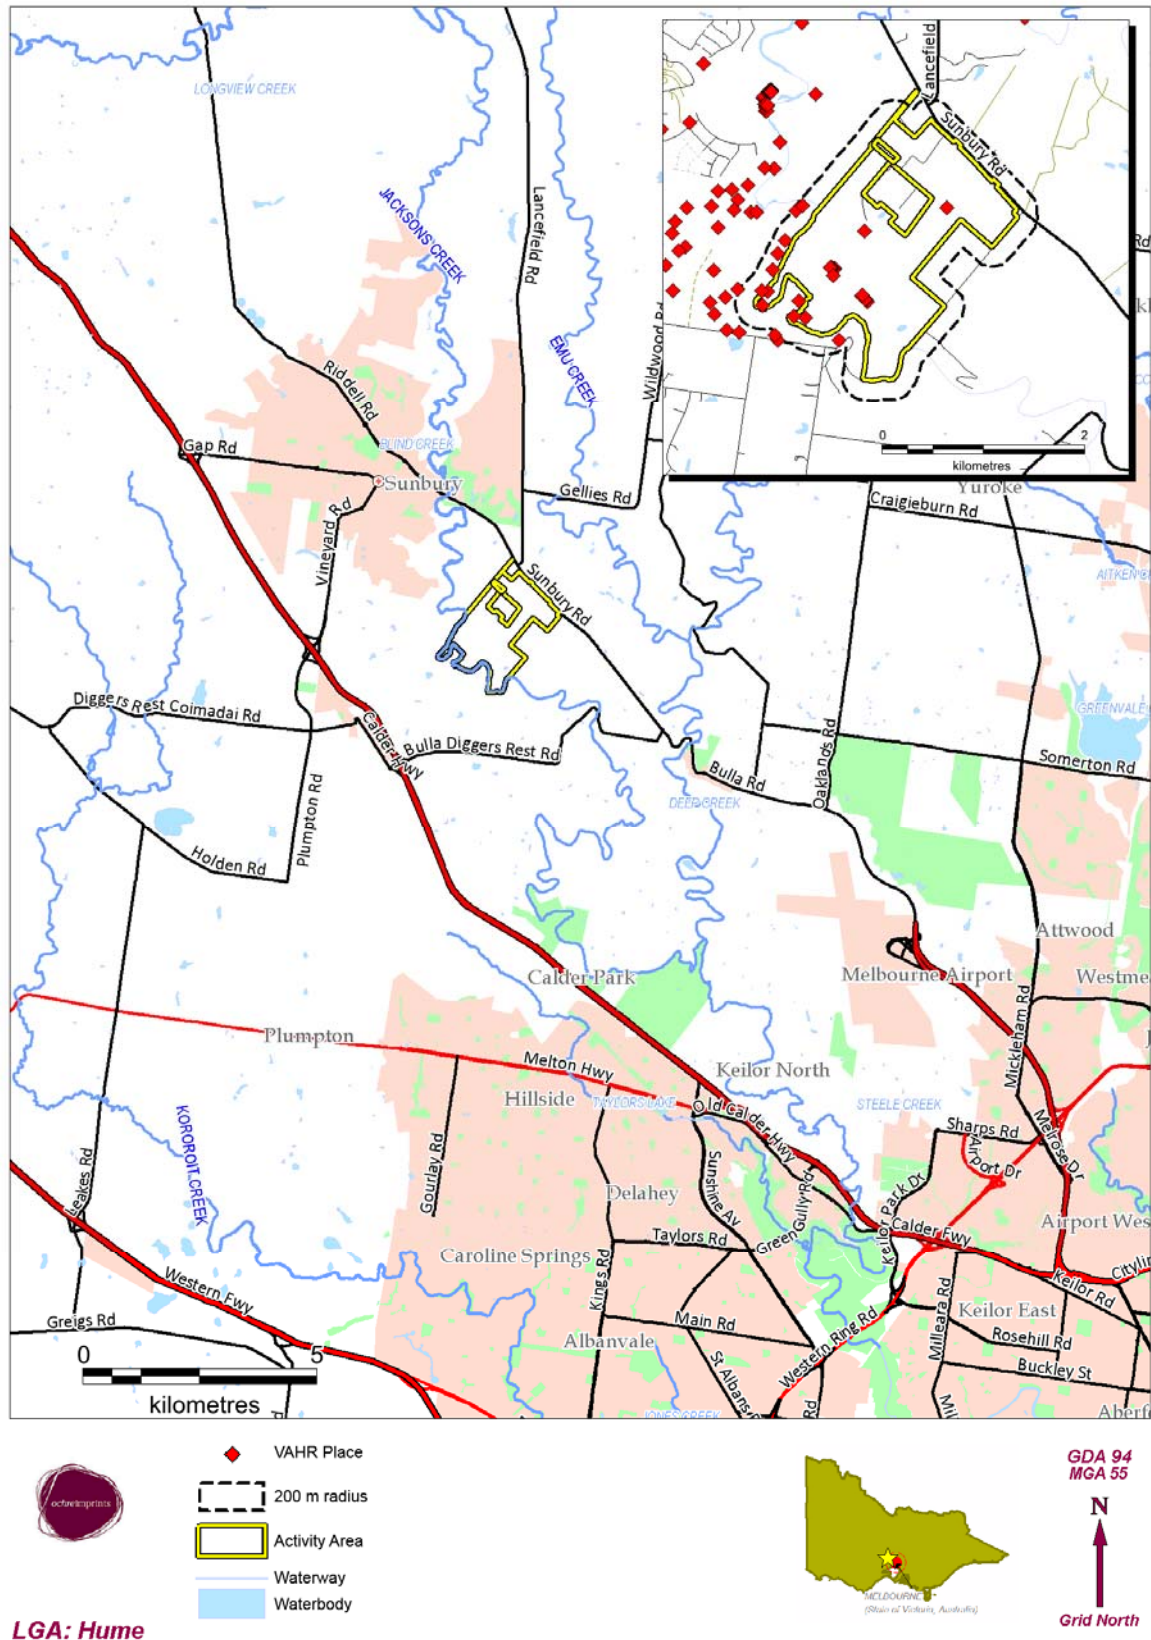 LONGVIEW CREEK
JACKSONS CREEK
Lancefield Rd
EMU CREEK
Wildwood Rd
Lancefield
Sunbury Rd
Rd
0 2
kilometres
Riddell Rd
Gap Rd
BLIND CREEK
Sunbury
Vineyard Rd
Gellies Rd
Yuroke
Craigieburn Rd
AITKEN C
Sunbury Rd
Diggers Rest Coimadai Rd
Calder Hwy
Bulla Diggers Rest Rd
Plumpton Rd
Holden Rd
GREENVALE
Somerton Rd
Oaklands Rd
Bulla Rd
DEEP CREEK
Attwood
Calder Park
Melbourne Airport
Westme
Mickleham Rd
Plumpton
Melton Hwy
Keilor North
Hillside
TAYLORS LAKE
Old Calder Hwy
STEELE CREEK
Sharps Rd
Melrose Dr
Airport Dr
KOROROIT CREEK
Leakes Rd
Gourlay Rd
Delahey
Sunshine Av
Green Gully Rd
Keilor Park Dr
Taylors Rd
Calder Fwy
Airport Wes
Caroline Springs
Kings Rd
Citylin
Keilor Rd
Western Fwy
Greigs Rd
Main Rd
Milleara Rd
Keilor East
Rosehill Rd
Albanvale
Western Ring Rd
Buckley St
St Albans
Rd
Mil
Aberf
JONES CREEK
0 5
kilometres
d
VAHR Place
200 m radius
Activity Area
Waterway
Waterbody
ochreimprints
MELBOURNE
(State of Victoria, Australia)
GDA 94
MGA 55
N
Grid North
LGA: Hume